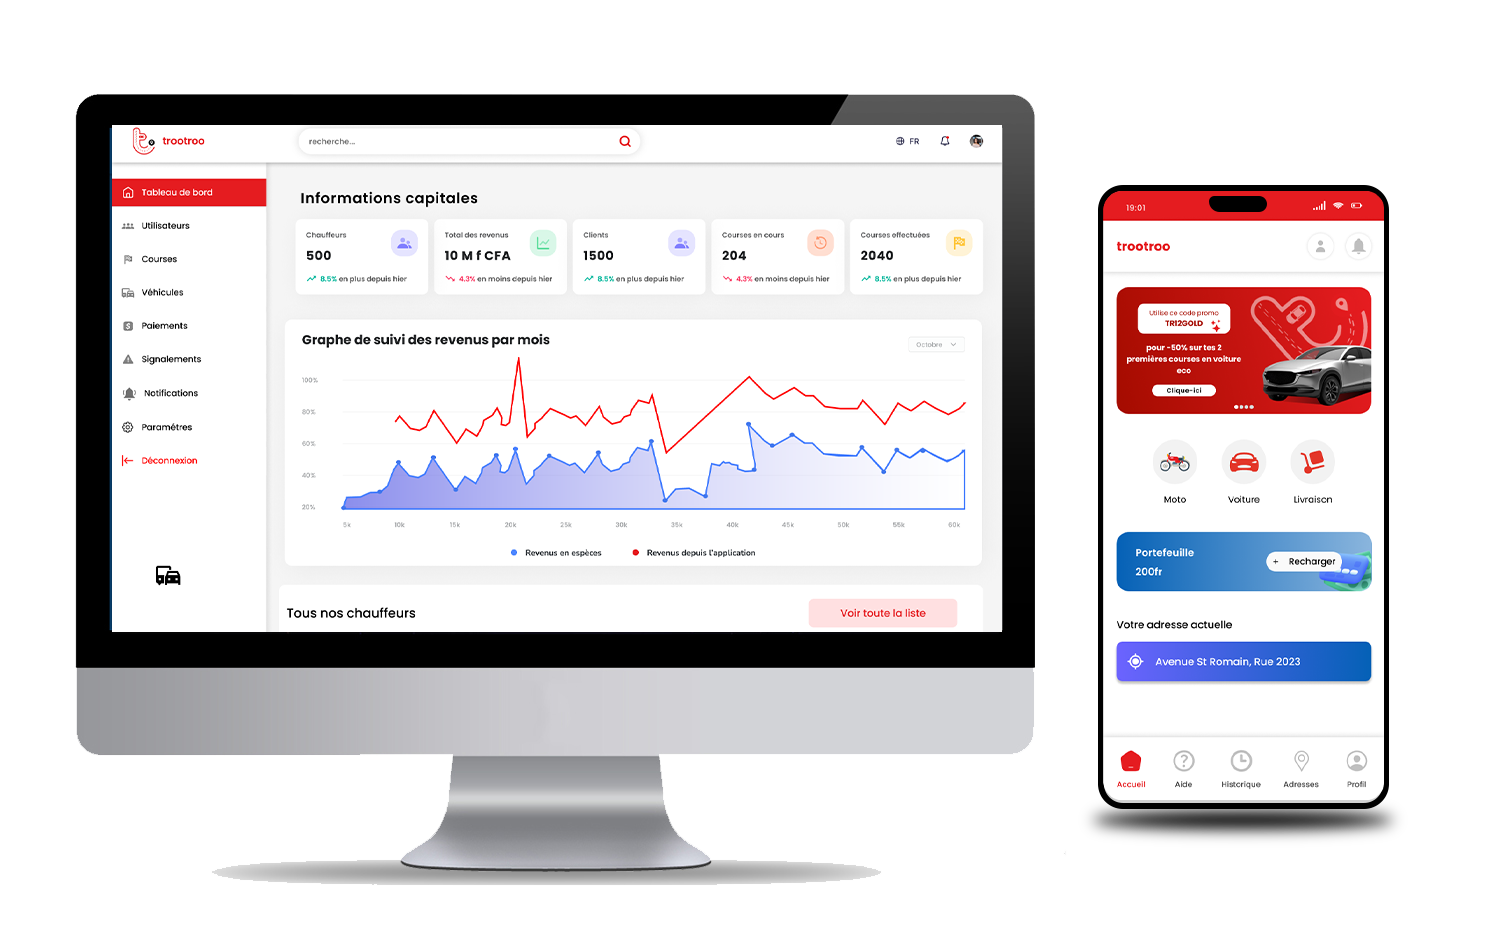 trootroo
recherche...
FR
Tableau de bord
Utilisateurs
Courses
Véhicules
Paiements
Signalements
Notifications
Paramétres
Déconnexion
Informations capitales
Chauffeurs
500
8.5% en plus depuis hier
Total des revenus
10 M f CFA
4.3% en moins depuis hier
Clients
1500
8.5% en plus depuis hier
Courses en cours
204
4.3% en moins depuis hier
Courses effectuées
2040
8.5% en plus depuis hier
Graphe de suivi des revenus par mois
Octobre
100%
80%
60%
40%
20%
5k 10k 15k 20k 25k 30k 35k 40k 45k 50k 55k 60k
Revenus en espèces
Revenus depuis l'application
Tous nos chauffeurs
Voir toute la liste
19:01
trootroo
Utilise ce code promo
TR12GOLD
pour -50% sur tes 2
premières courses en voiture
eco
Clique-ici
Moto
Voiture
Livraison
Portefeuille
200fr
+ Recharger
Votre adresse actuelle
Avenue St Romain, Rue 2023
Accueil
Aide
Historique
Adresses
Profil